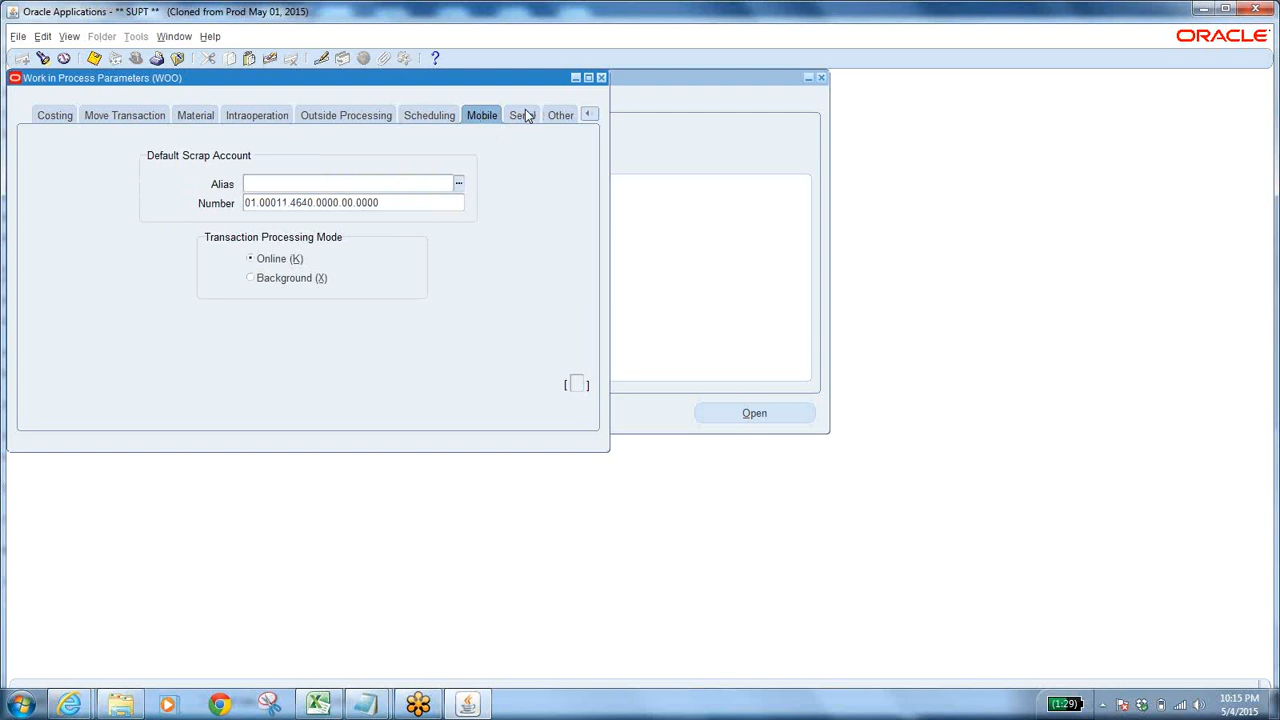 Oracle Applications - ** SUPT ** (Cloned from Prod May 01, 2015)
File Edit View Folder Tools Window Help
ORACLE
?
Work in Process Parameters (WOO)
Costing Move Transaction Material Intraoperation Outside Processing Scheduling Mobile Other
Default Scrap Account
Alias
Number 01.00011.4640.0000.00.0000
Transaction Processing Mode
Online (K)
Background (X)
[ ]
Open
(1:29)
10:15 PM
5/4/2015